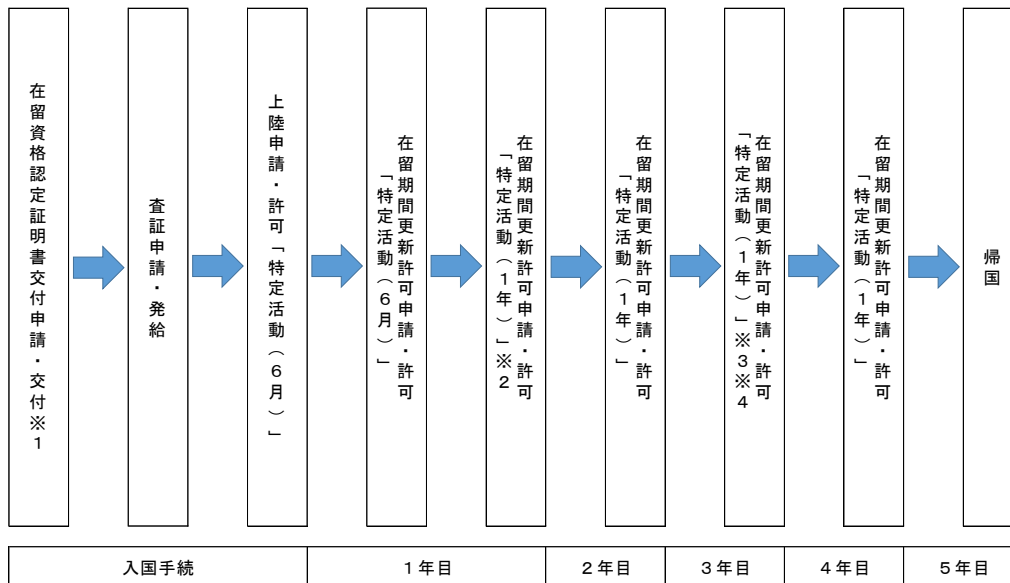 在留資格認定証明書交付申請・交付※１
査証申請・発給
上陸申請・許可「特定活動（６月）」
在留期間更新許可申請・許可
「特定活動（６月）」
在留期間更新許可申請・許可
「特定活動（１年）」※２
在留期間更新許可申請・許可
「特定活動（１年）」
在留期間更新許可申請・許可
「特定活動（１年）」※３※４
在留期間更新許可申請・許可
「特定活動（１年）」
帰国
入国手続
１年目
２年目
３年目
４年目
５年目